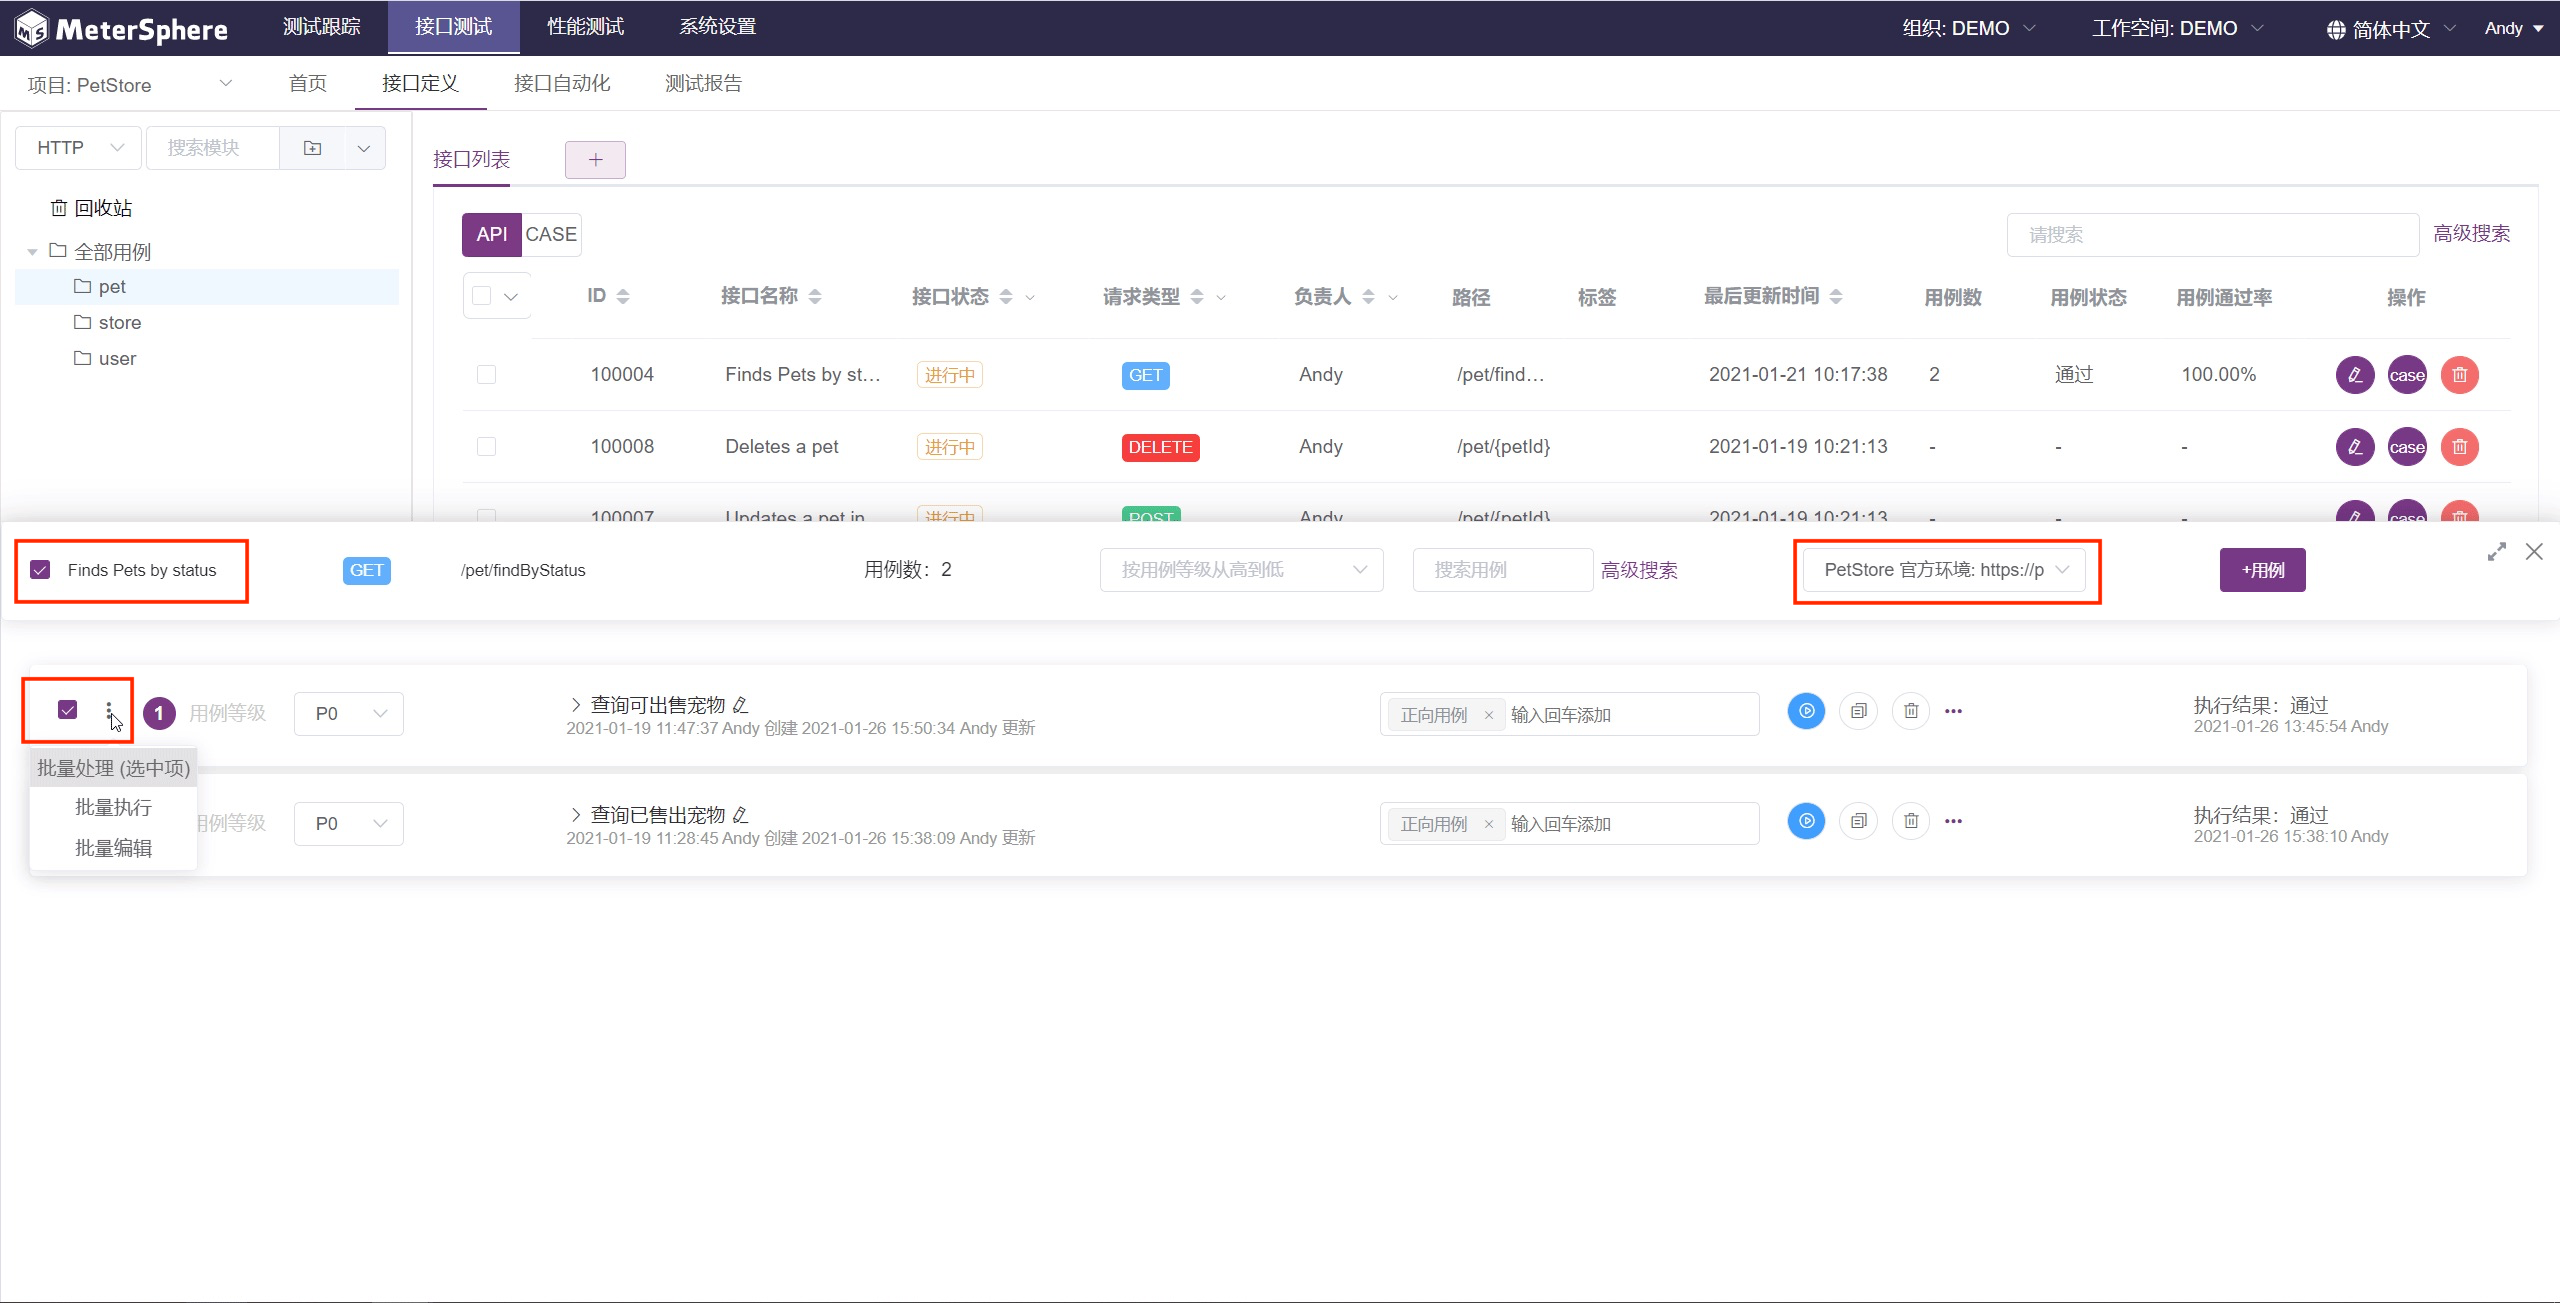 MeterSphere 测试跟踪 接口测试 性能测试 系统设置 组织: DEMO 工作空间: DEMO 简体中文 Andy
项目: PetStore 首页 接口定义 接口自动化 测试报告
HTTP 搜索模块
回收站
全部用例
pet
store
user
接口列表 +
API CASE 请搜索 高级搜索
ID 接口名称 接口状态 请求类型 负责人 路径 标签 最后更新时间 用例数 用例状态 用例通过率 操作
100004 Finds Pets by st... 进行中 GET Andy /pet/find... 2021-01-21 10:17:38 2 通过 100.00% case
100008 Deletes a pet 进行中 DELETE Andy /pet/{petId} 2021-01-19 10:21:13 - - - case
100007 Updates a pet in 进行中 POST Andy /pet/{petId} 2021-01-19 10:21:13 - - - case
Finds Pets by status GET /pet/findByStatus 用例数：2 按用例等级从高到低 搜索用例 高级搜索 PetStore 官方环境: https://p +用例
1 用例等级 P0 查询可出售宠物 正向用例 × 输入回车添加 执行结果：通过
2021-01-19 11:47:37 Andy 创建 2021-01-26 15:50:34 Andy 更新 2021-01-26 13:45:54 Andy
批量处理 (选中项)
批量执行
批量编辑
用例等级 P0 查询已售出宠物 正向用例 × 输入回车添加 执行结果：通过
2021-01-19 11:28:45 Andy 创建 2021-01-26 15:38:09 Andy 更新 2021-01-26 15:38:10 Andy